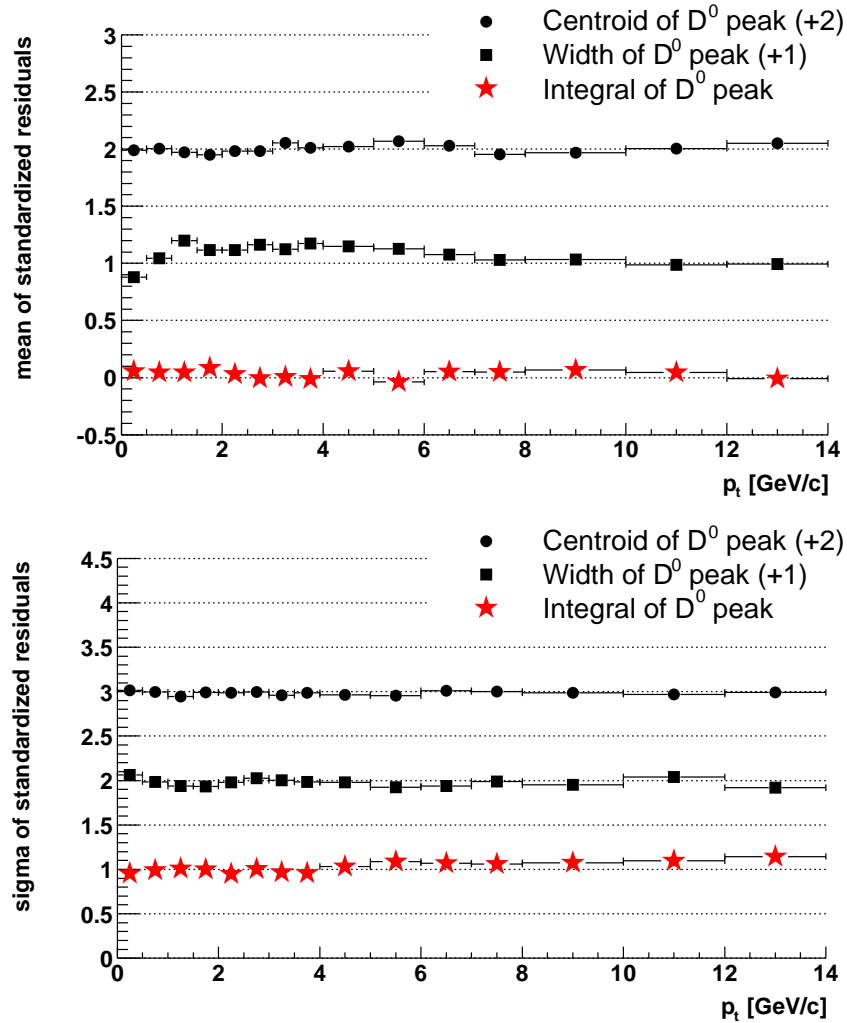 Centroid of D⁰ peak (+2)
Width of D⁰ peak (+1)
Integral of D⁰ peak
mean of standardized residuals
3
2.5
2
1.5
1
0.5
0
-0.5
0 2 4 6 8 10 12 14
pₜ [GeV/c]
Centroid of D⁰ peak (+2)
Width of D⁰ peak (+1)
Integral of D⁰ peak
sigma of standardized residuals
4.5
4
3.5
3
2.5
2
1.5
1
0.5
0
0 2 4 6 8 10 12 14
pₜ [GeV/c]